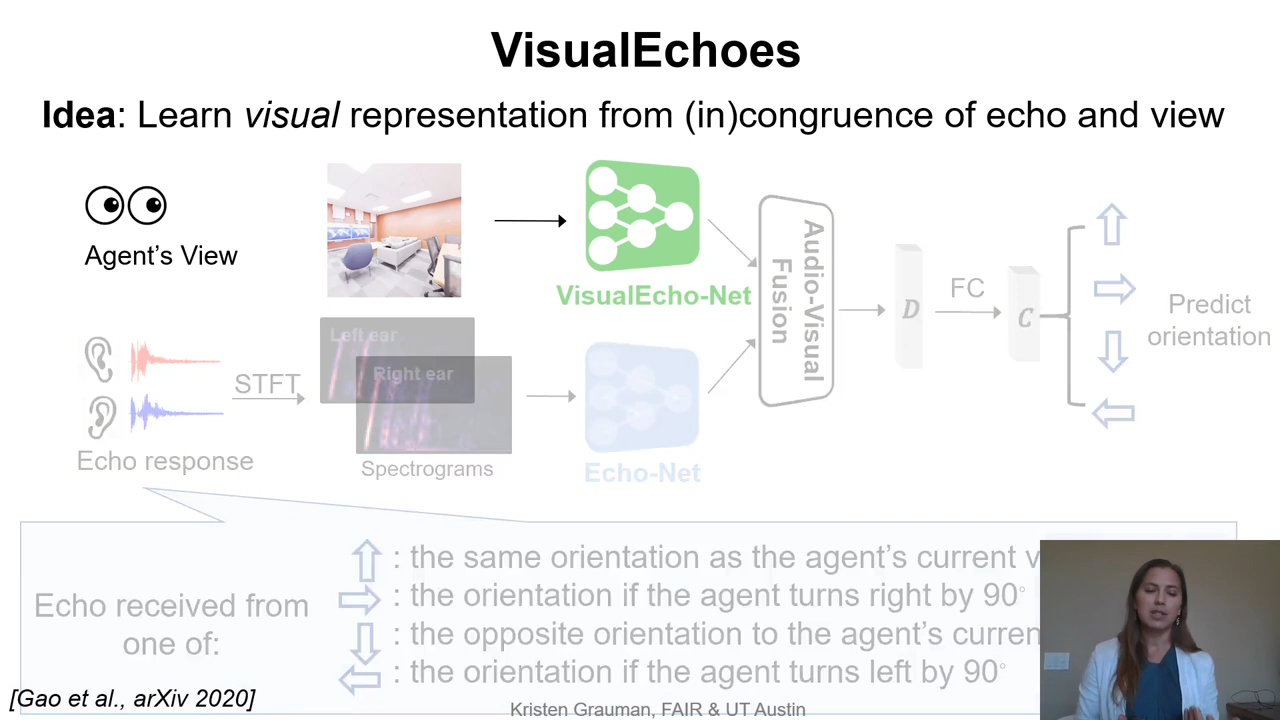 VisualEchoes
Idea: Learn visual representation from (in)congruence of echo and view
Agent's View
VisualEcho-Net
Audio-Visual
Fusion
D
FC
C
Predict
orientation
Left ear
Right ear
STFT
Echo response
Spectrograms
Echo-Net
Echo received from
one of:
: the same orientation as the agent's current
: the orientation if the agent turns right by 90°
: the opposite orientation to the agent's
: the orientation if the agent turns left by 90°
[Gao et al., arXiv 2020]
Kristen Grauman, FAIR & UT Austin